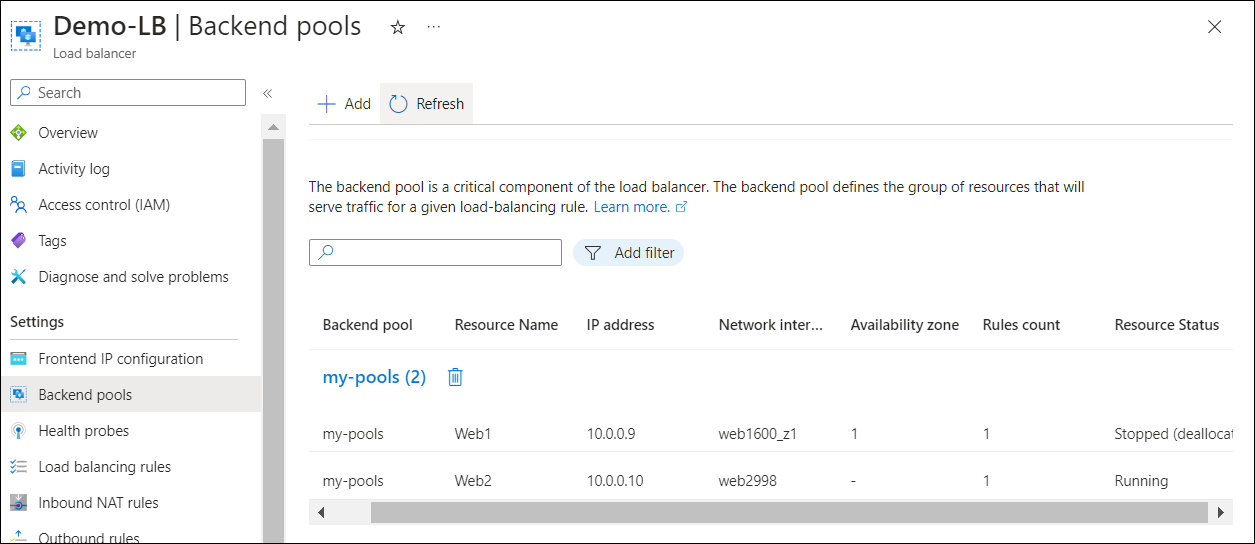 Demo-LB | Backend pools
Load balancer
Search
Add
Refresh
Overview
Activity log
Access control (IAM)
Tags
Diagnose and solve problems
Settings
Frontend IP configuration
Backend pools
Health probes
Load balancing rules
Inbound NAT rules
Outbound rules
The backend pool is a critical component of the load balancer. The backend pool defines the group of resources that will
serve traffic for a given load-balancing rule. Learn more.
Add filter
Backend pool Resource Name IP address Network inter... Availability zone Rules count Resource Status
my-pools (2)
my-pools Web1 10.0.0.9 web1600_z1 1 1 Stopped (deallocat
my-pools Web2 10.0.0.10 web2998 - 1 Running